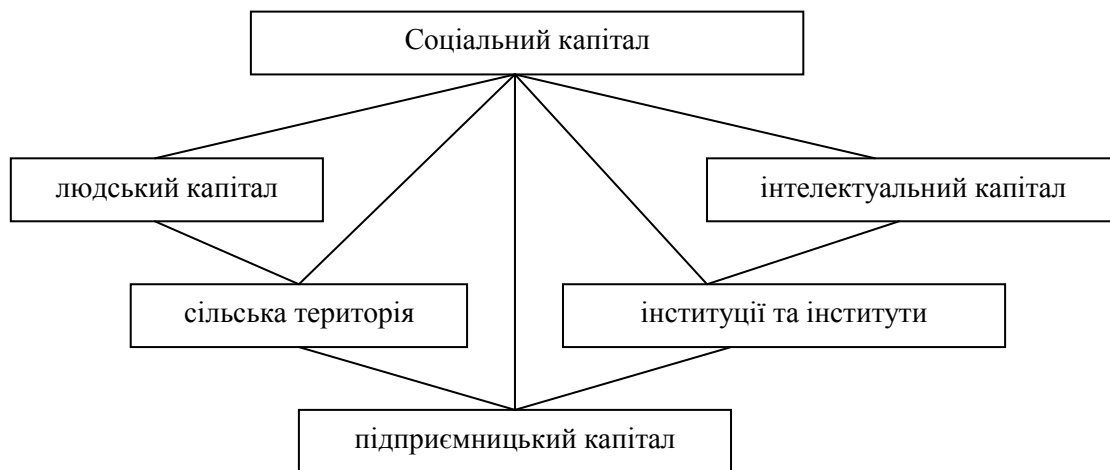 Соціальний капітал
людський капітал
інтелектуальний капітал
сільська територія
інституції та інститути
підприємницький капітал